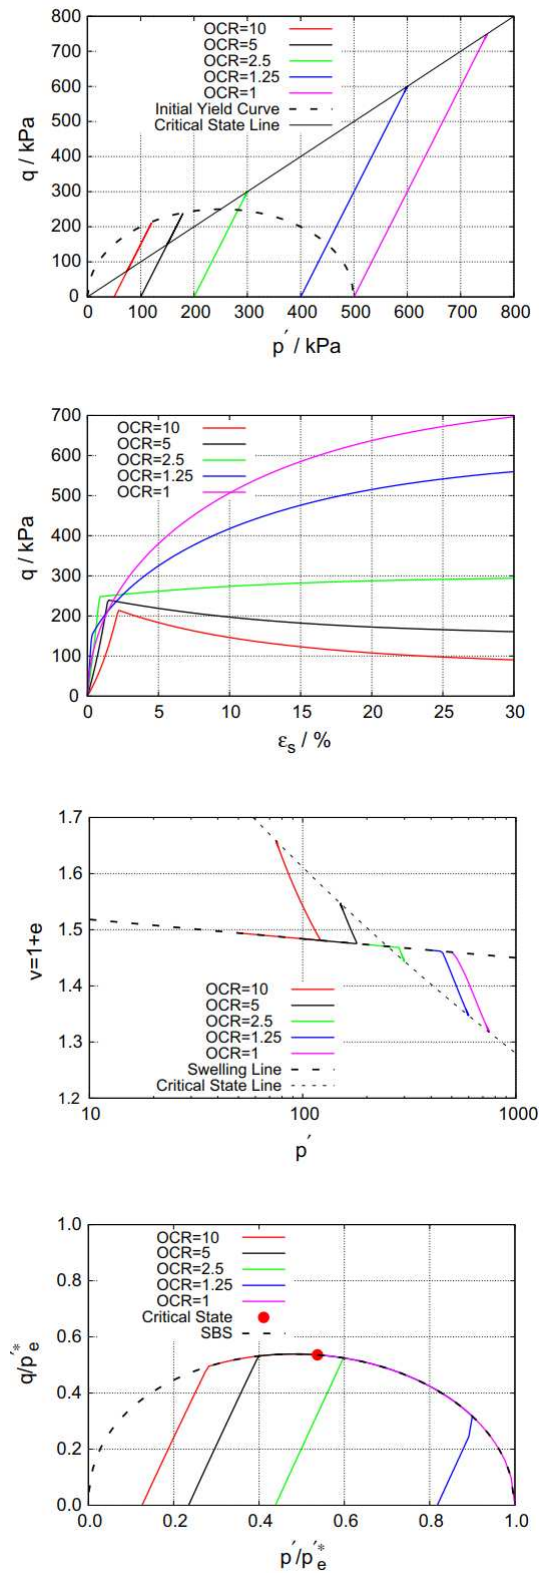 800
700
600
500
400
300
200
100
0
q / kPa
OCR=10
OCR=5
OCR=2.5
OCR=1.25
OCR=1
Initial Yield Curve
Critical State Line
0 100 200 300 400 500 600 700 800
p′ / kPa
700
600
500
400
300
200
100
0
q / kPa
OCR=10
OCR=5
OCR=2.5
OCR=1.25
OCR=1
0 5 10 15 20 25 30
εs / %
1.7
1.6
1.5
1.4
1.3
1.2
v=1+e
OCR=10
OCR=5
OCR=2.5
OCR=1.25
OCR=1
Swelling Line
Critical State Line
10 100 1000
p′
1.0
0.8
0.6
0.4
0.2
0.0
q/p′*e
OCR=10
OCR=5
OCR=2.5
OCR=1.25
OCR=1
Critical State
SBS
0.0 0.2 0.4 0.6 0.8 1.0
p′/p′*e